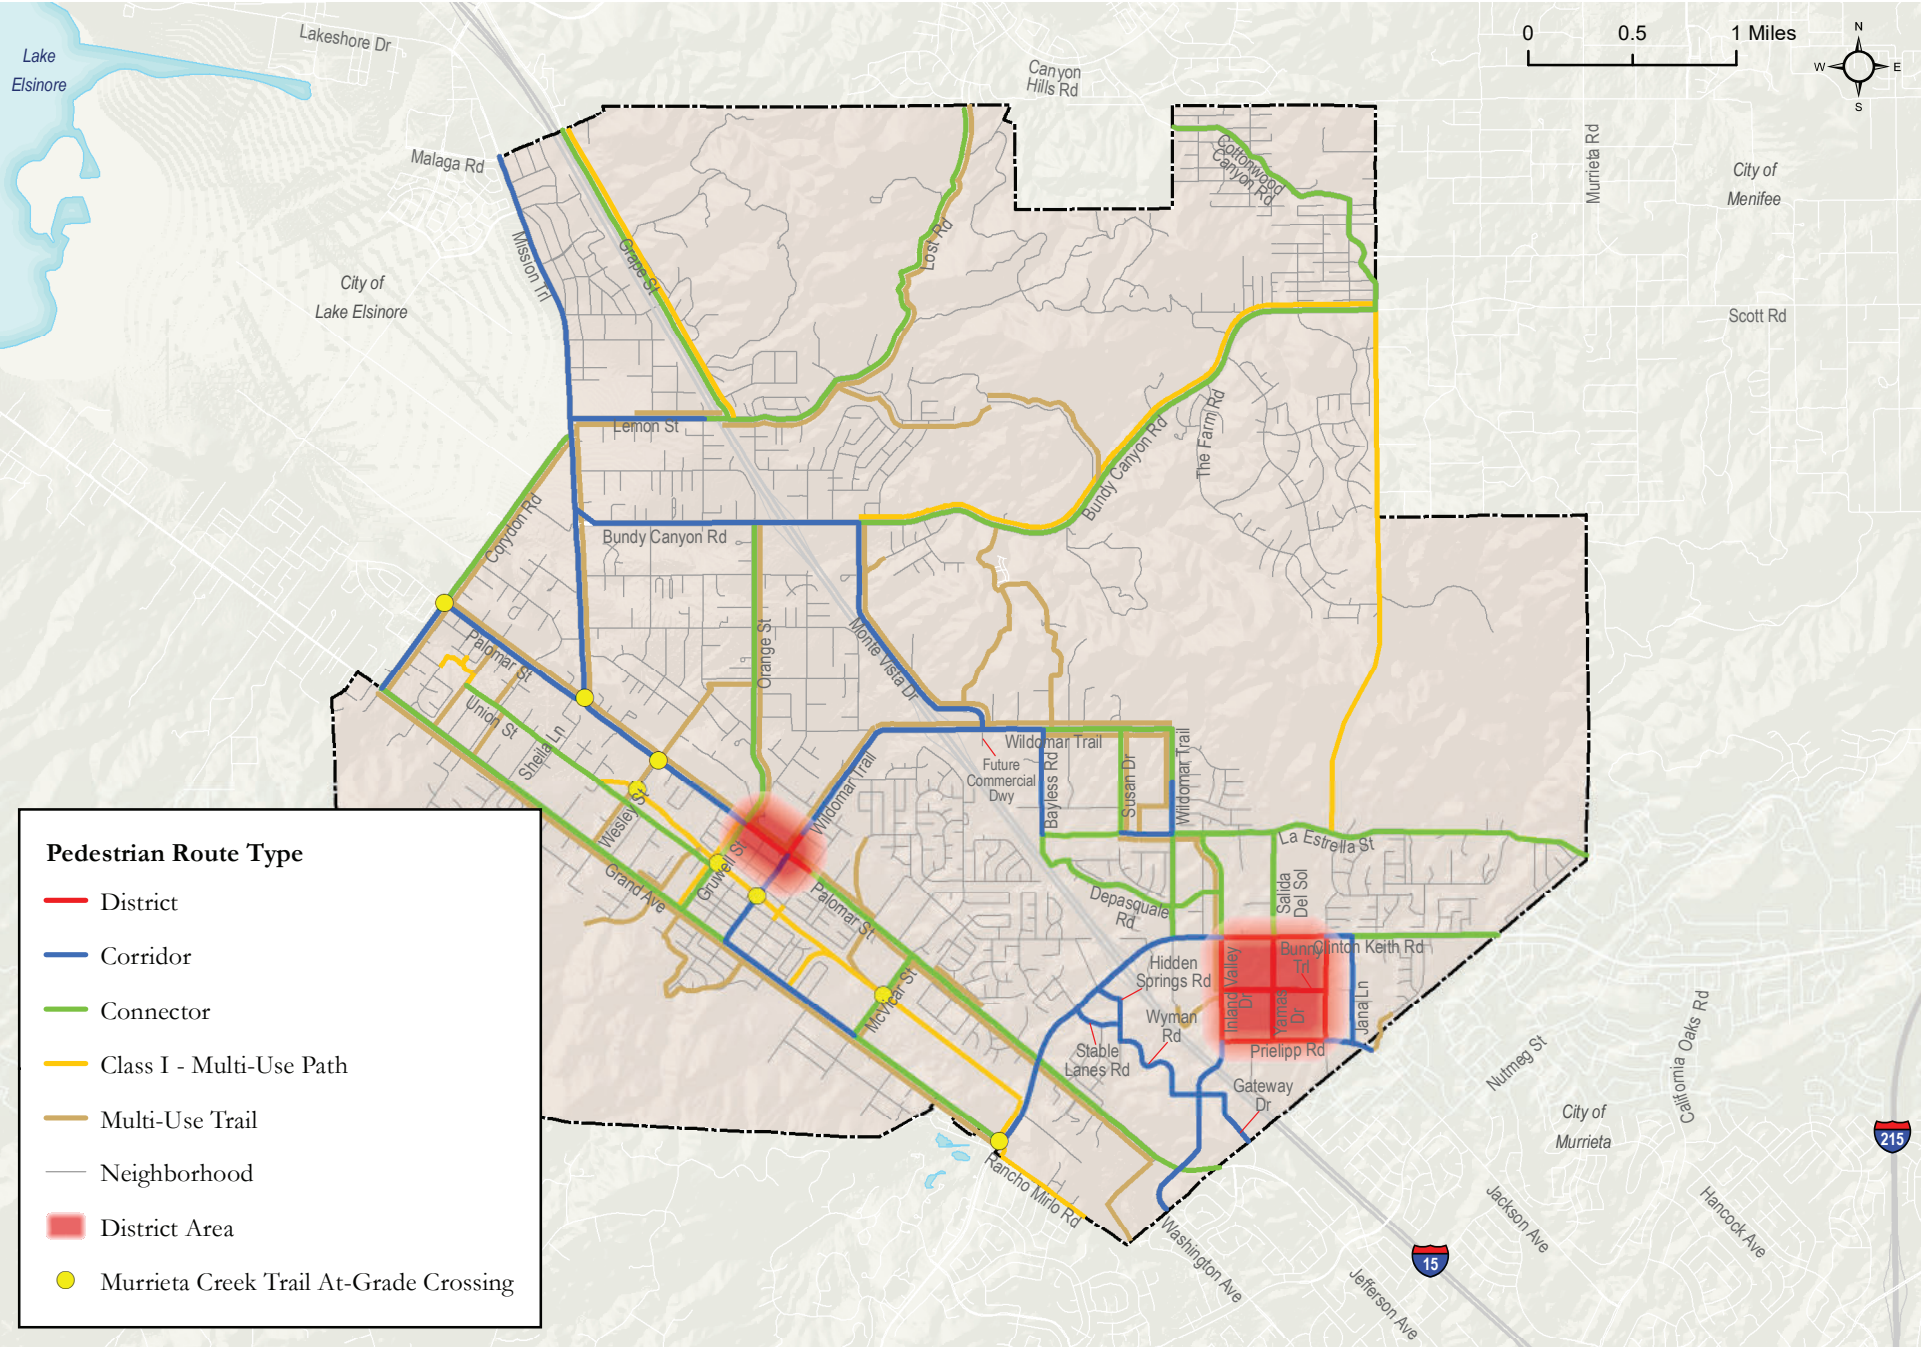 Lakeshore Dr
Lake
Elsinore
Canyon
Hills Rd
0 0.5 1 Miles
N
W E
S
Malaga Rd
Murrieta Rd
City of
Menifee
Cottonwood
Canyon Rd
Mission Trl
Grape St
Lost Rd
City of
Lake Elsinore
Scott Rd
Lemon St
The Farm Rd
Bundy Canyon Rd
Corydon Rd
Bundy Canyon Rd
Orange St
Monte Vista Dr
Palomar St
Union St
Sheila Ln
Wildomar Trail
Wildomar Trail
Future
Commercial
Dwy
Bayless Rd
Susan Dr
Wildomar Trail
Wesley St
Gruwell St
Grand Ave
Palomar St
La Estrella St
Salida
Del Sol
Depasquale
Rd
McVicar St
Hidden
Springs Rd
Inland Valley
Dr
Bunny
Trl
Clinton Keith Rd
Yamas
Dr
Jana Ln
Wyman
Rd
Stable
Lanes Rd
Prielipp Rd
Gateway
Dr
Nutmeg St
California Oaks Rd
City of
Murrieta
215
Rancho Mirlo Rd
Washington Ave
15
Jackson Ave
Hancock Ave
Jefferson Ave
Pedestrian Route Type
District
Corridor
Connector
Class I - Multi-Use Path
Multi-Use Trail
Neighborhood
District Area
Murrieta Creek Trail At-Grade Crossing